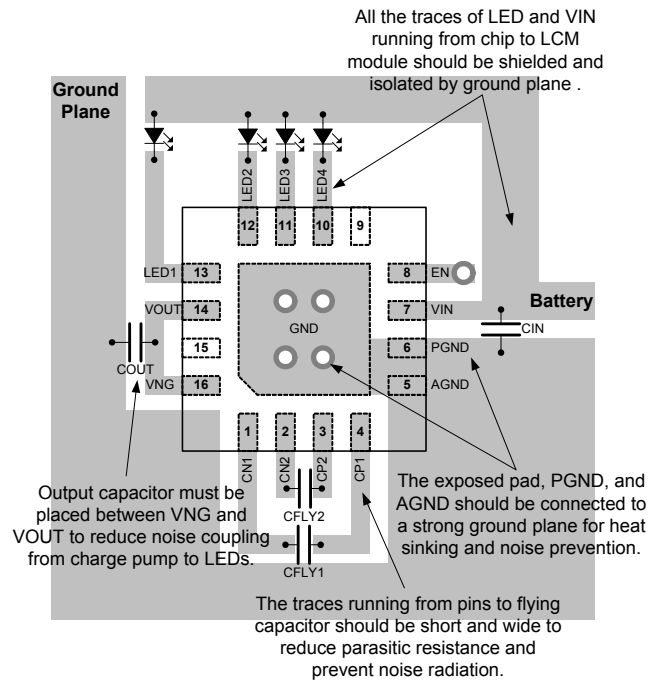 All the traces of LED and VIN
running from chip to LCM
module should be shielded and
isolated by ground plane .
Ground
Plane
LED2
LED3
LED4
12
11
10
9
LED1
13
8
EN
VOUT
14
7
VIN
Battery
GND
CIN
15
6
PGND
COUT
VNG
16
5
AGND
1
2
3
4
CN1
CN2
CP2
CP1
Output capacitor must be
placed between VNG and
VOUT to reduce noise coupling
from charge pump to LEDs.
CFLY2
CFLY1
The exposed pad, PGND, and
AGND should be connected to
a strong ground plane for heat
sinking and noise prevention.
The traces running from pins to flying
capacitor should be short and wide to
reduce parasitic resistance and
prevent noise radiation.